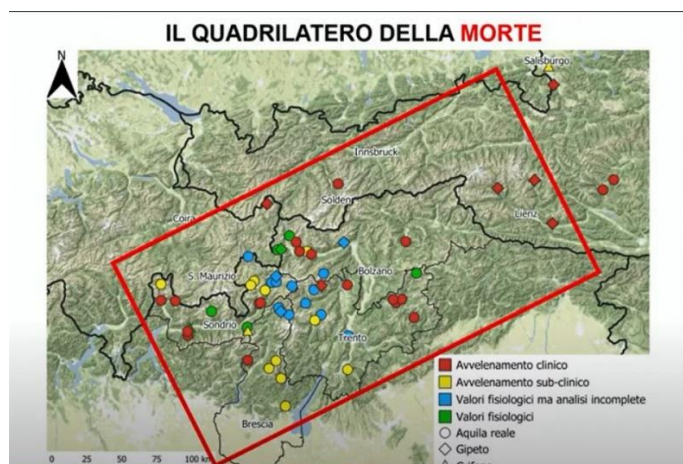 IL QUADRILATERO DELLA MORTE
N
Salisburgo
Innsbruck
Solden
Coira
Lienz
Bolzano
S. Maurizio
Sondrio
Trento
Brescia
Avvelenamento clinico
Avvelenamento sub-clinico
Valori fisiologici ma analisi incomplete
Valori fisiologici
Aquila reale
Gipeto
0 25 50 75 100 km